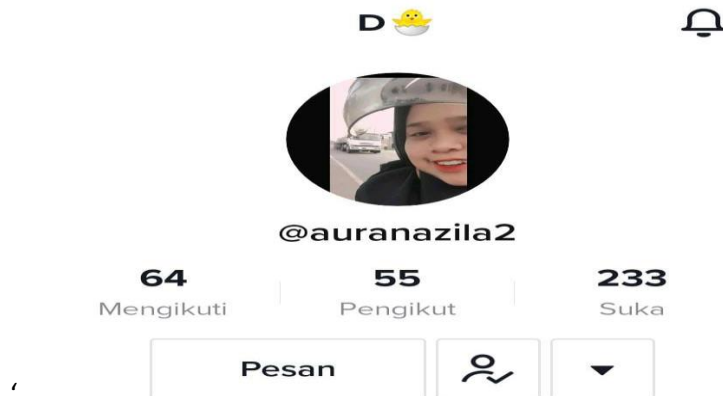 D🐣
@auranazila2
64 55 233
Mengikuti Pengikut Suka
Pesan